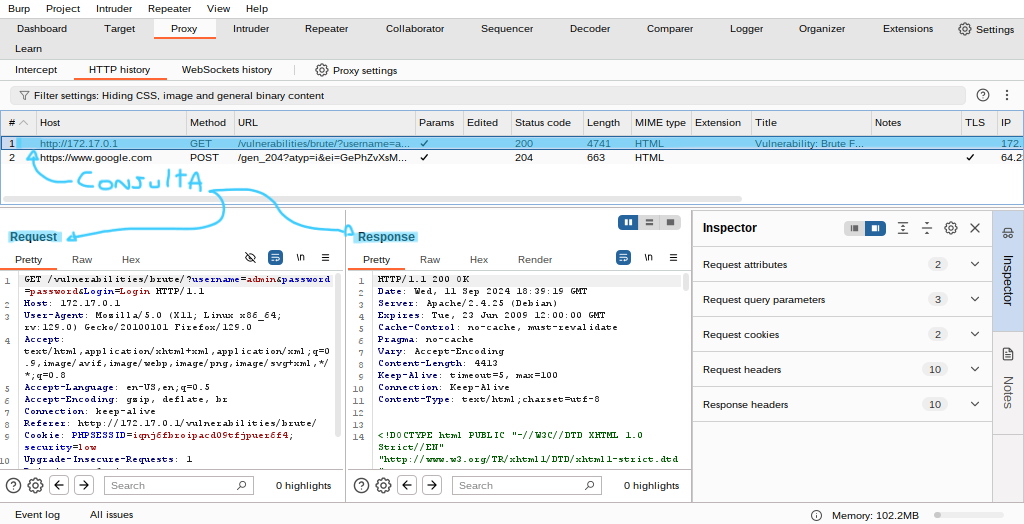 Burp Project Intruder Repeater View Help
Dashboard Target Proxy Intruder Repeater Collaborator Sequencer Decoder Comparer Logger Organizer Extensions Settings
Learn
Intercept HTTP history WebSockets history Proxy settings
Filter settings: Hiding CSS, image and general binary content
# Host Method URL Params Edited Status code Length MIME type Extension Title Notes TLS IP
1 http://172.17.0.1 GET /vulnerabilities/brute/?username=a... ✓ 200 4741 HTML Vulnerability: Brute F... 172.
2 https://www.google.com POST /gen_204?atyp=i&ei=GePhZvXsM... ✓ 204 663 HTML ✓ 64.2
ConsultA
Request
Pretty Raw Hex \n
1 GET /vulnerabilities/brute/?username=admin&password
=password&Login=Login HTTP/1.1
2 Host: 172.17.0.1
3 User-Agent: Mozilla/5.0 (X11; Linux x86_64;
rv:129.0) Gecko/20100101 Firefox/129.0
4 Accept:
text/html,application/xhtml+xml,application/xml;q=0
.9,image/avif,image/webp,image/png,image/svg+xml,*/
*;q=0.8
5 Accept-Language: en-US,en;q=0.5
6 Accept-Encoding: gzip, deflate, br
7 Connection: keep-alive
8 Referer: http://172.17.0.1/vulnerabilities/brute/
9 Cookie: PHPSESSID=iqnj6fbroipacd09tfjpuer6f4;
security=low
10 Upgrade-Insecure-Requests: 1
Search 0 highlights
Response
Pretty Raw Hex Render \n
1 HTTP/1.1 200 OK
2 Date: Wed, 11 Sep 2024 18:39:19 GMT
3 Server: Apache/2.4.25 (Debian)
4 Expires: Tue, 23 Jun 2009 12:00:00 GMT
5 Cache-Control: no-cache, must-revalidate
6 Pragma: no-cache
7 Vary: Accept-Encoding
8 Content-Length: 4413
9 Keep-Alive: timeout=5, max=100
10 Connection: Keep-Alive
11 Content-Type: text/html;charset=utf-8
12
13
14 <!DOCTYPE html PUBLIC "-//W3C//DTD XHTML 1.0
Strict//EN"
"http://www.w3.org/TR/xhtml1/DTD/xhtml1-strict.dtd
Search 0 highlights
Inspector
Request attributes 2
Request query parameters 3
Request cookies 2
Request headers 10
Response headers 10
Inspector
Notes
Event log All issues Memory: 102.2MB